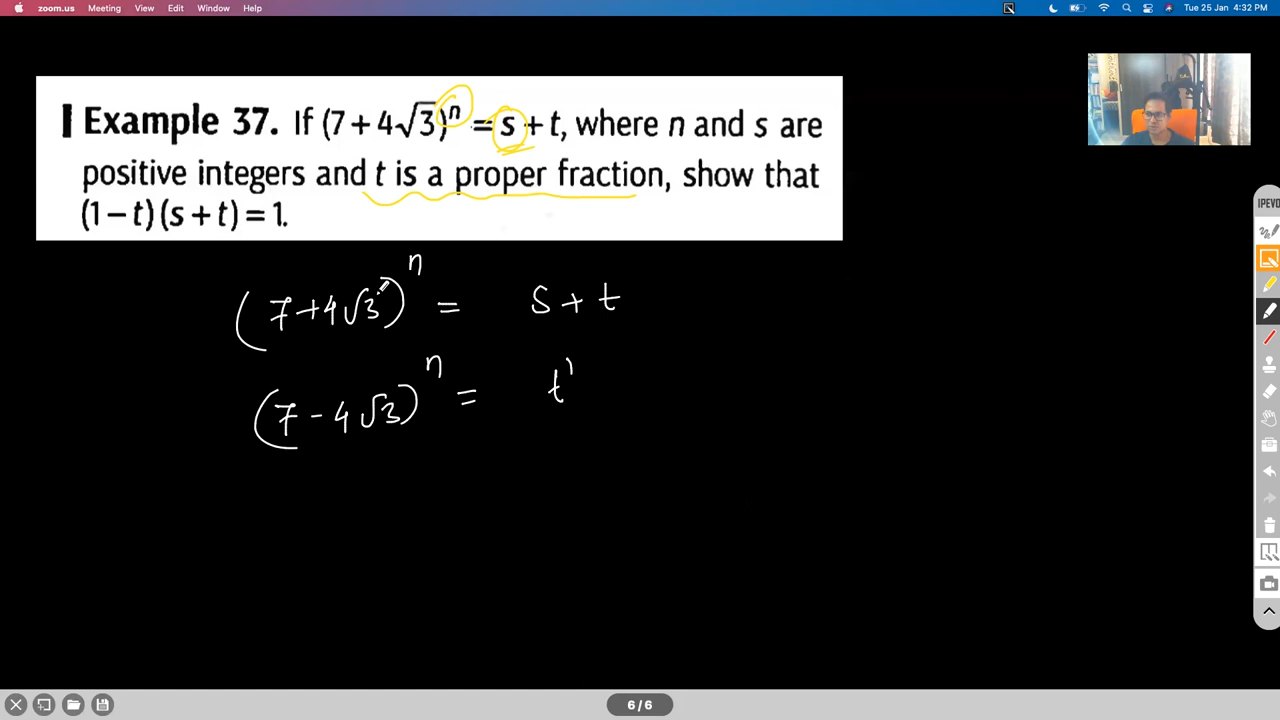 zoom.us Meeting View Edit Window Help Tue 25 Jan 4:32 PM
Example 37. If (7 + 4√3)ⁿ = s + t, where n and s are
positive integers and t is a proper fraction, show that
(1 − t) (s + t) = 1.
IPEVO
(7 + 4√3)ⁿ = s + t
(7 − 4√3)ⁿ = t'
6 / 6